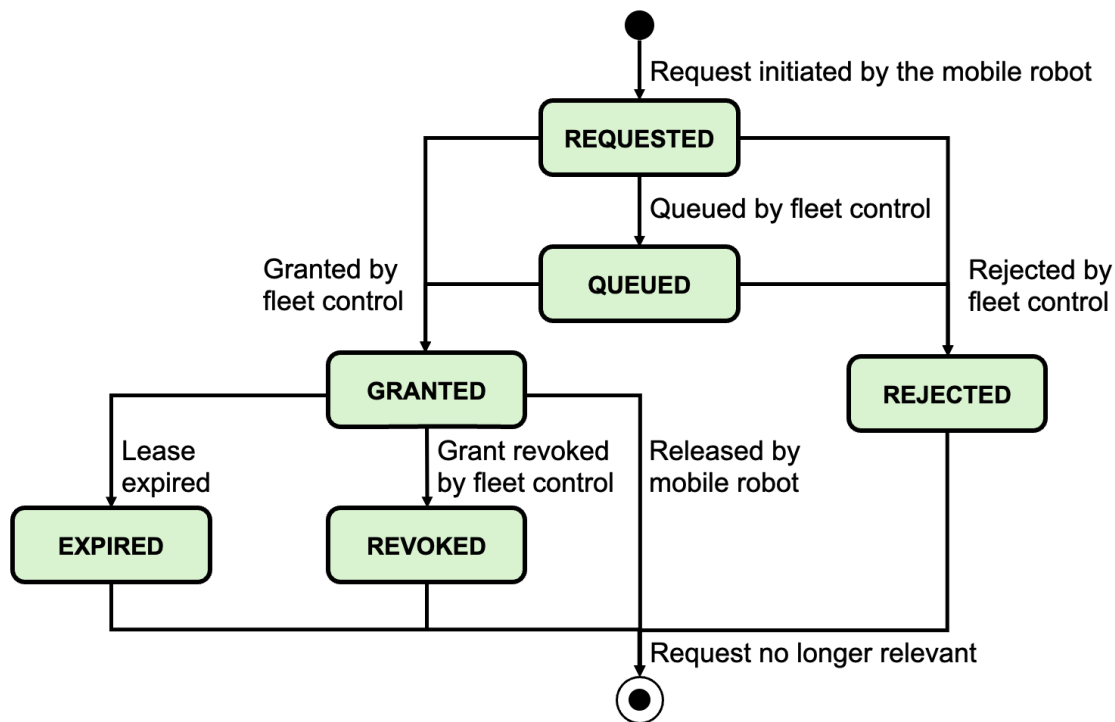 Request initiated by the mobile robot
REQUESTED
Queued by fleet control
QUEUED
Granted by
fleet control
Rejected by
fleet control
GRANTED
REJECTED
Lease
expired
Grant revoked
by fleet control
Released by
mobile robot
EXPIRED
REVOKED
Request no longer relevant